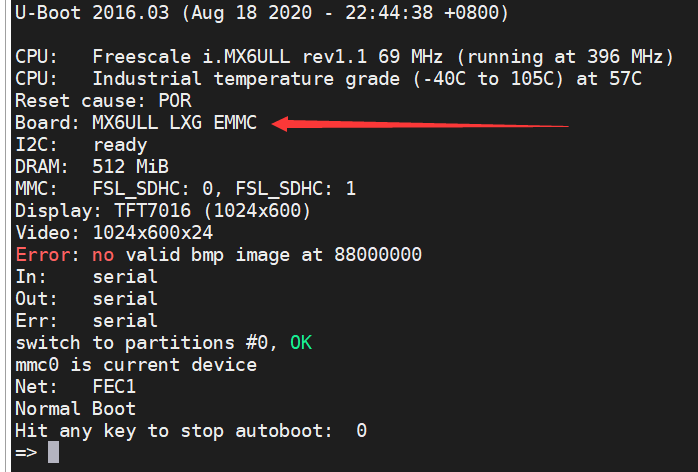 U-Boot 2016.03 (Aug 18 2020 - 22:44:38 +0800)
CPU: Freescale i.MX6ULL rev1.1 69 MHz (running at 396 MHz)
CPU: Industrial temperature grade (-40C to 105C) at 57C
Reset cause: POR
Board: MX6ULL LXG EMMC
I2C: ready
DRAM: 512 MiB
MMC: FSL_SDHC: 0, FSL_SDHC: 1
Display: TFT7016 (1024x600)
Video: 1024x600x24
Error: no valid bmp image at 88000000
In: serial
Out: serial
Err: serial
switch to partitions #0, OK
mmc0 is current device
Net: FEC1
Normal Boot
Hit any key to stop autoboot: 0
=>